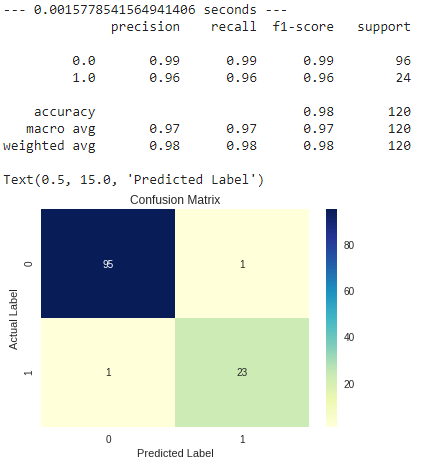 --- 0.0015778541564941406 seconds ---
precision recall f1-score support
0.0 0.99 0.99 0.99 96
1.0 0.96 0.96 0.96 24
accuracy 0.98 120
macro avg 0.97 0.97 0.97 120
weighted avg 0.98 0.98 0.98 120
Text(0.5, 15.0, 'Predicted Label')
Confusion Matrix
Actual Label
0
95 1
1
1 23
0 1
Predicted Label
80
60
40
20